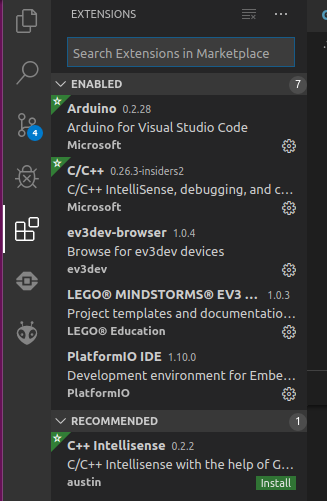 EXTENSIONS
Search Extensions in Marketplace
ENABLED 7
Arduino 0.2.28
Arduino for Visual Studio Code
Microsoft
4
C/C++ 0.26.3-insiders2
C/C++ IntelliSense, debugging, and c...
Microsoft
ev3dev-browser 1.0.4
Browse for ev3dev devices
ev3dev
LEGO® MINDSTORMS® EV3 ... 1.0.3
Project templates and documentatio...
LEGO® Education
PlatformIO IDE 1.10.0
Development environment for Embe...
PlatformIO
RECOMMENDED 1
C++ Intellisense 0.2.2
C/C++ Intellisense with the help of G...
austin Install